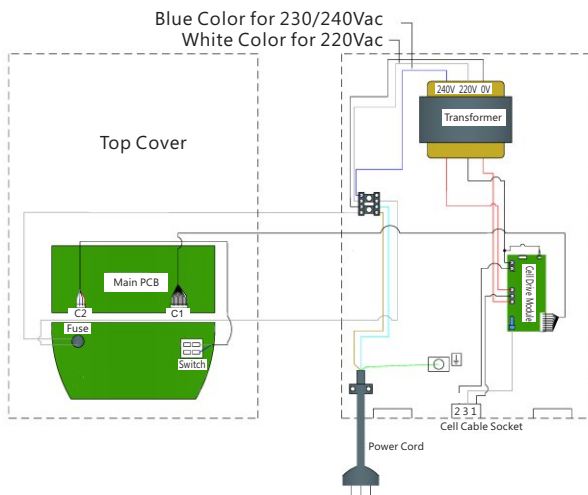 Blue Color for 230/240Vac
White Color for 220Vac
240V 220V 0V
Transformer
Top Cover
Main PCB
Cell Drive Module
C2
C1
Fuse
Switch
2 3 1
Cell Cable Socket
Power Cord